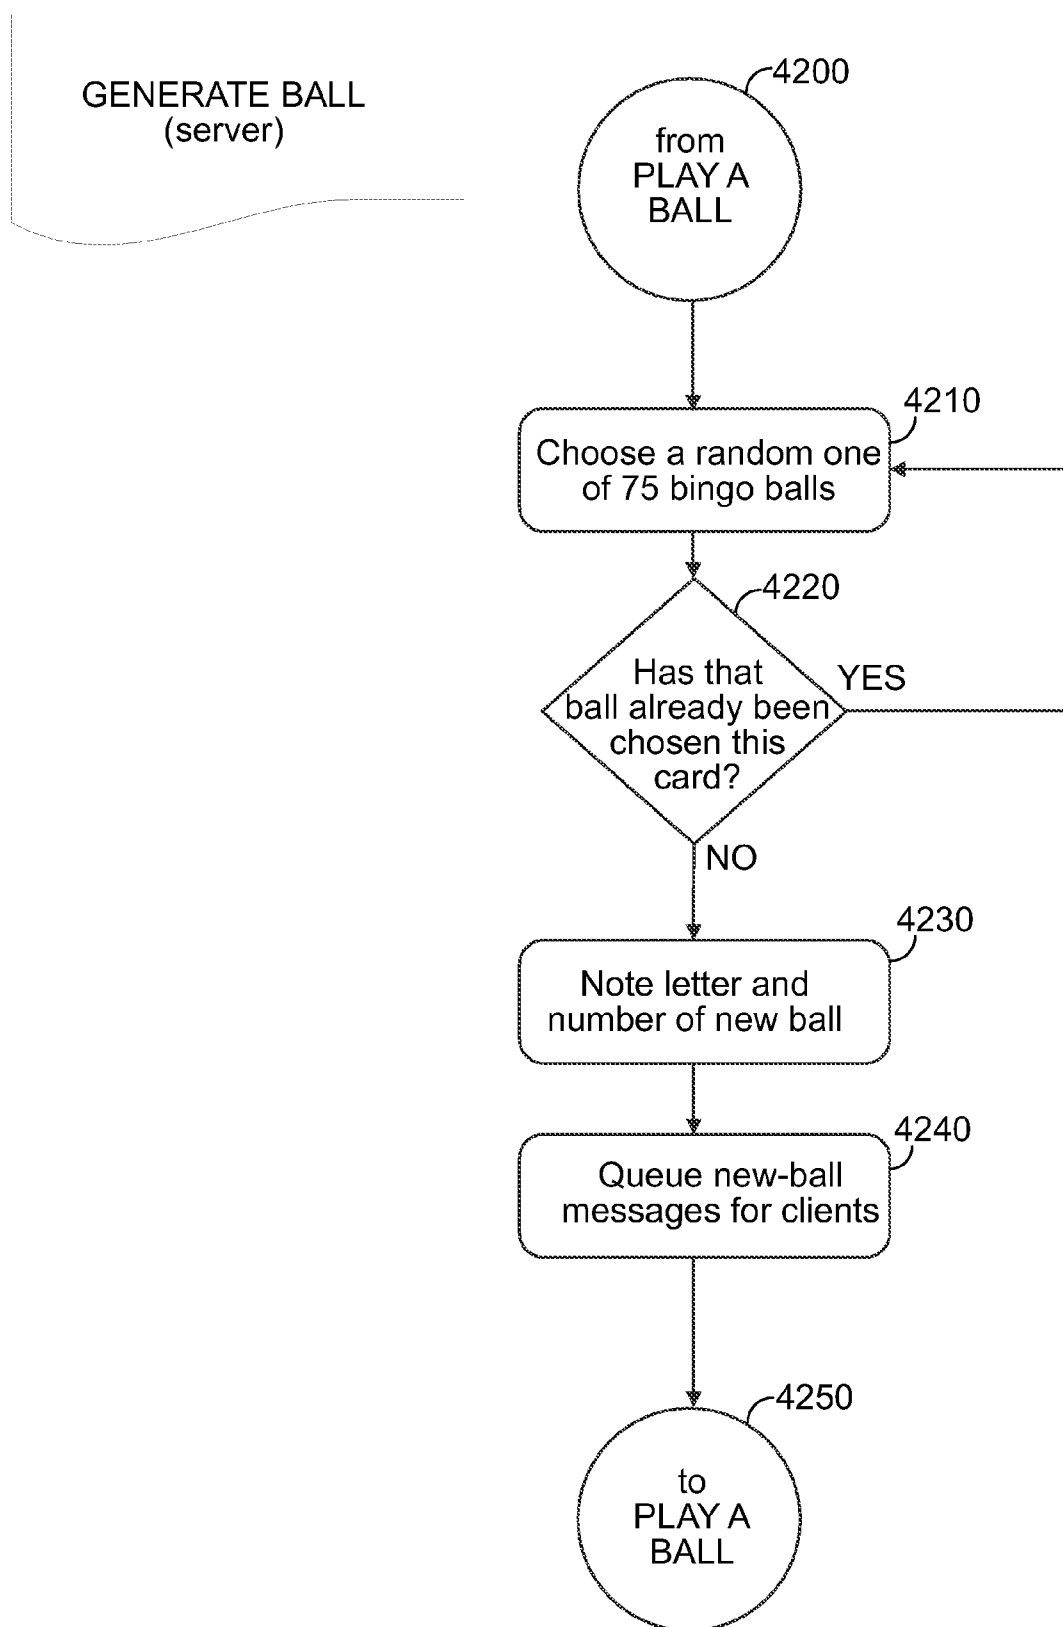 GENERATE BALL
(server)
4200
from
PLAY A
BALL
4210
Choose a random one
of 75 bingo balls
4220
Has that
ball already been
chosen this
card?
YES
NO
4230
Note letter and
number of new ball
4240
Queue new-ball
messages for clients
4250
to
PLAY A
BALL